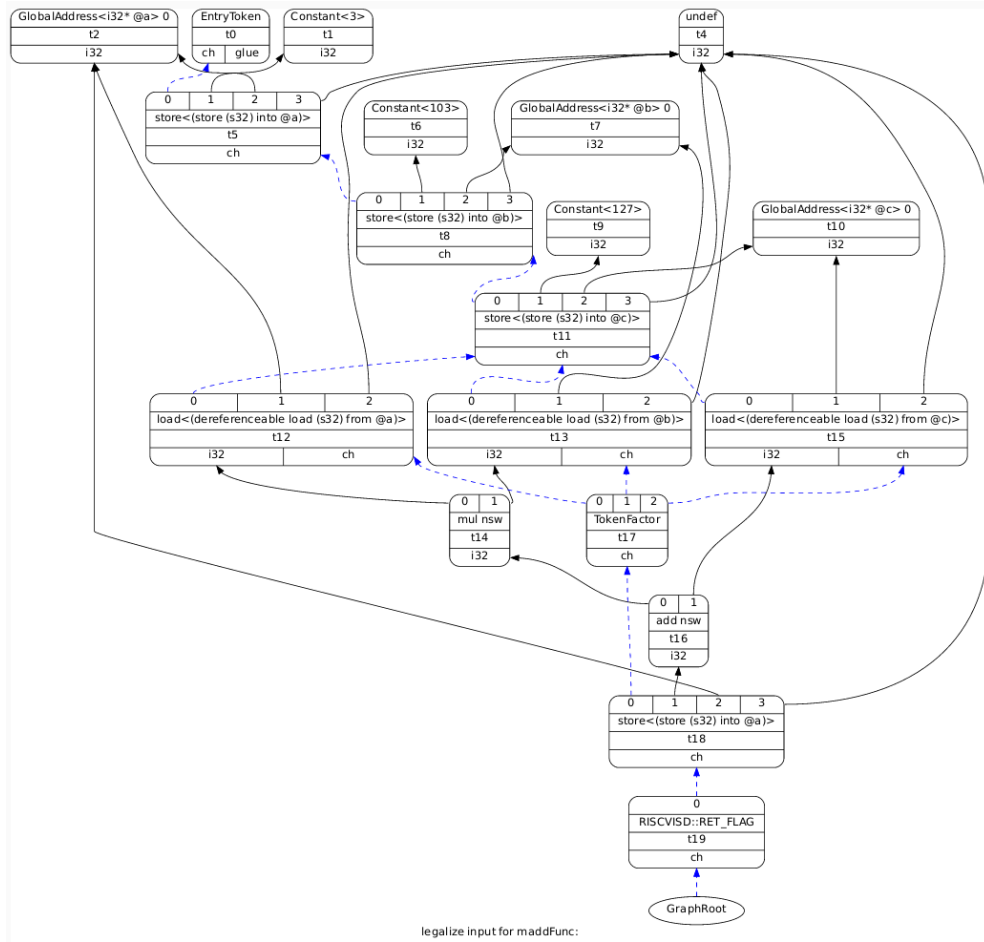 GlobalAddress<i32* @a> 0
t2
i32
EntryToken
t0
ch glue
Constant<3>
t1
i32
undef
t4
i32
0 1 2 3
store<(store (s32) into @a)>
t5
ch
Constant<103>
t6
i32
GlobalAddress<i32* @b> 0
t7
i32
0 1 2 3
store<(store (s32) into @b)>
t8
ch
Constant<127>
t9
i32
GlobalAddress<i32* @c> 0
t10
i32
0 1 2 3
store<(store (s32) into @c)>
t11
ch
0 1 2
load<(dereferenceable load (s32) from @a)>
t12
i32 ch
0 1 2
load<(dereferenceable load (s32) from @b)>
t13
i32 ch
0 1 2
load<(dereferenceable load (s32) from @c)>
t15
i32 ch
0 1
mul nsw
t14
i32
0 1 2
TokenFactor
t17
ch
0 1
add nsw
t16
i32
0 1 2 3
store<(store (s32) into @a)>
t18
ch
0
RISCVISD::RET_FLAG
t19
ch
GraphRoot
legalize input for maddFunc: